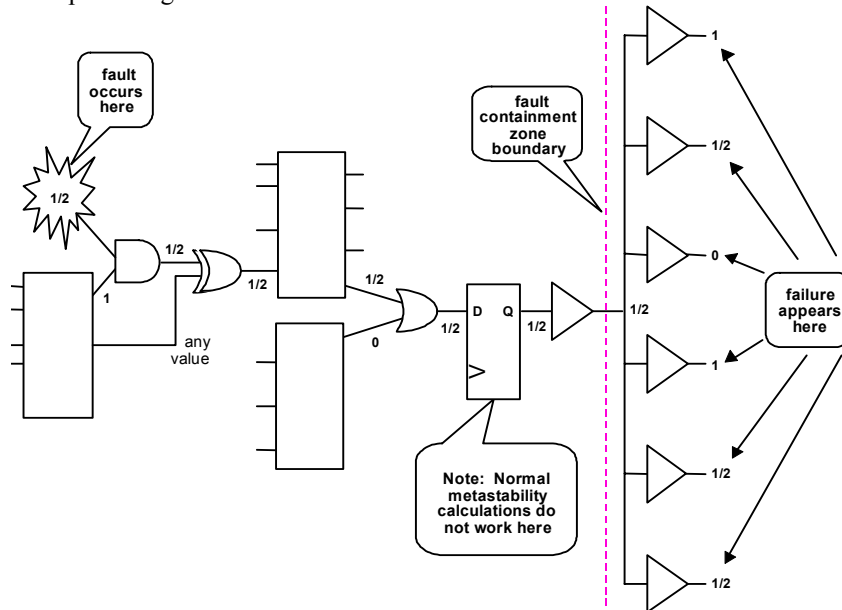 fault
occurs
here
1/2
1
1/2
any
value
1/2
1/2
0
1/2
D Q
1/2
Note: Normal
metastability
calculations do
not work here
fault
containment
zone
boundary
1/2
1
1/2
0
1
1/2
1/2
failure
appears
here